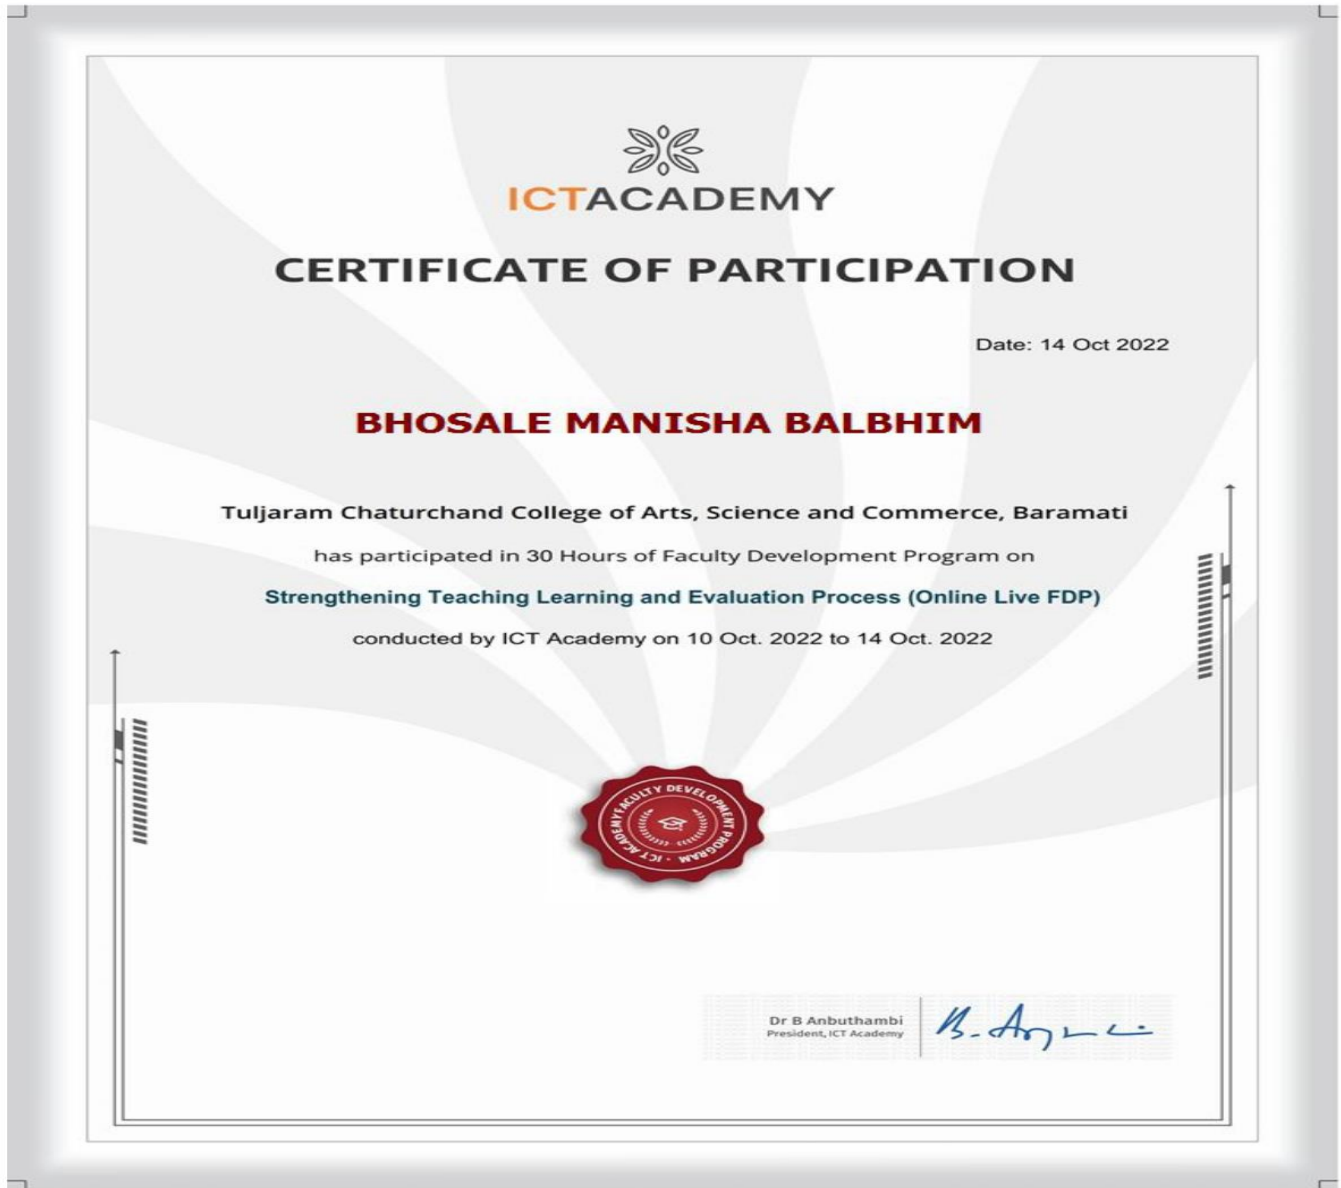 ICTACADEMY
CERTIFICATE OF PARTICIPATION
Date: 14 Oct 2022
BHOSALE MANISHA BALBHIM
Tuljaram Chaturchand College of Arts, Science and Commerce, Baramati
has participated in 30 Hours of Faculty Development Program on
Strengthening Teaching Learning and Evaluation Process (Online Live FDP)
conducted by ICT Academy on 10 Oct. 2022 to 14 Oct. 2022
FACULTY DEVELOPMENT PROGRAM - ICT ACADEMY
Dr B Anbuthambi
President, ICT Academy